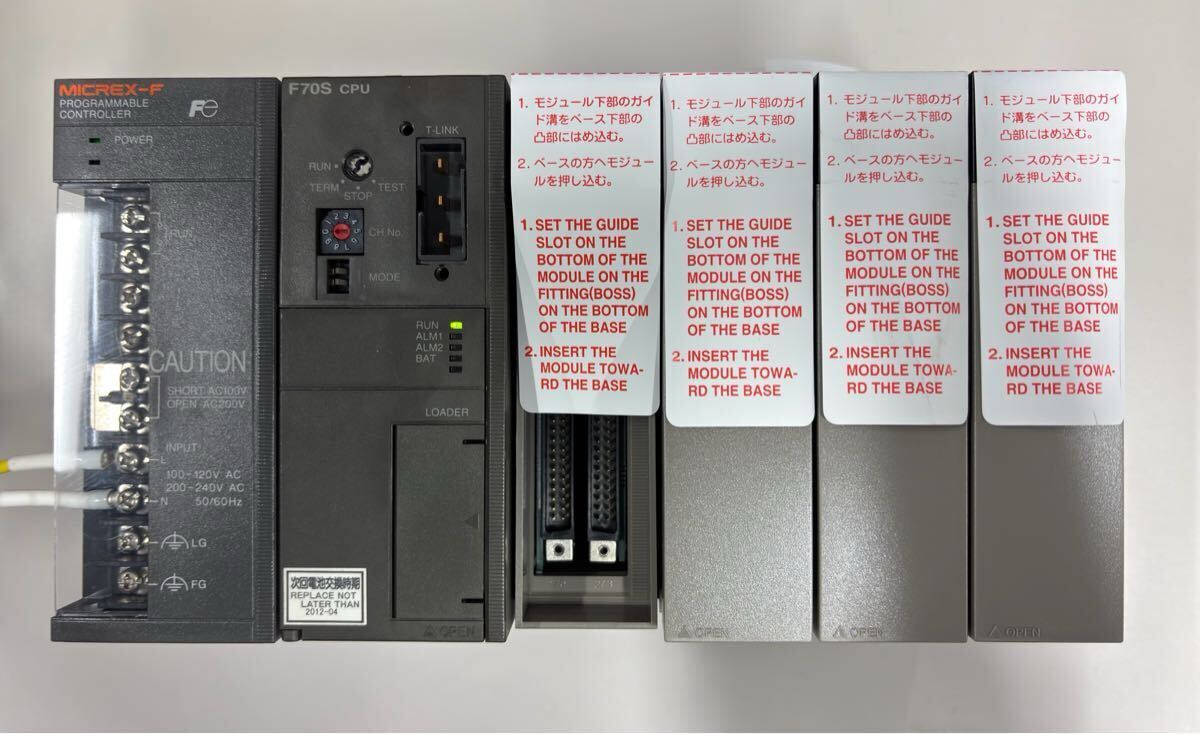 MICREX-F
PROGRAMMABLE
CONTROLLER
POWER
RUN
CAUTION
SHORT AC100V
OPEN AC200V
INPUT
L
100-120V AC
200-240V AC
N 50/60Hz
LG
FG
F70S CPU
T-LINK
RUN
TERM
STOP
TEST
CH No.
MODE
RUN
ALM1
ALM2
BAT
LOADER
次回電池交換時期
REPLACE NOT
LATER THAN
2012-04
OPEN
1. モジュール下部のガイ
ド溝をベース下部の
凸部にはめ込む。
2. ベースの方へモジュー
ルを押し込む。
1. SET THE GUIDE
SLOT ON THE
BOTTOM OF THE
MODULE ON THE
FITTING(BOSS)
ON THE BOTTOM
OF THE BASE
2. INSERT THE
MODULE TOWA-
RD THE BASE
1. モジュール下部のガイ
ド溝をベース下部の
凸部にはめ込む。
2. ベースの方へモジュー
ルを押し込む。
1. SET THE GUIDE
SLOT ON THE
BOTTOM OF THE
MODULE ON THE
FITTING(BOSS)
ON THE BOTTOM
OF THE BASE
2. INSERT THE
MODULE TOWA-
RD THE BASE
OPEN
1. モジュール下部のガイ
ド溝をベース下部の
凸部にはめ込む。
2. ベースの方へモジュー
ルを押し込む。
1. SET THE GUIDE
SLOT ON THE
BOTTOM OF THE
MODULE ON THE
FITTING(BOSS)
ON THE BOTTOM
OF THE BASE
2. INSERT THE
MODULE TOWA-
RD THE BASE
OPEN
1. モジュール下部のガイ
ド溝をベース下部の
凸部にはめ込む。
2. ベースの方へモジュー
ルを押し込む。
1. SET THE GUIDE
SLOT ON THE
BOTTOM OF THE
MODULE ON THE
FITTING(BOSS)
ON THE BOTTOM
OF THE BASE
2. INSERT THE
MODULE TOWA-
RD THE BASE
OPEN